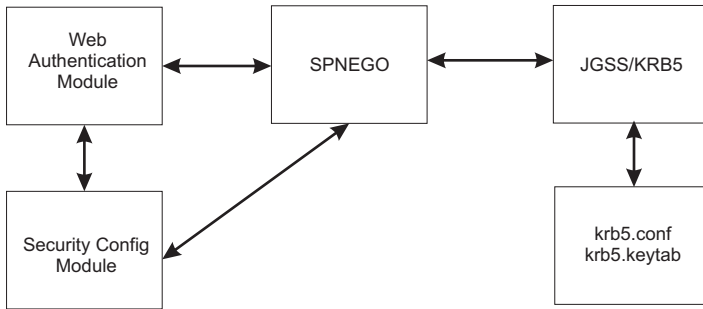 Web
Authentication
Module
SPNEGO
JGSS/KRB5
Security Config
Module
krb5.conf
krb5.keytab